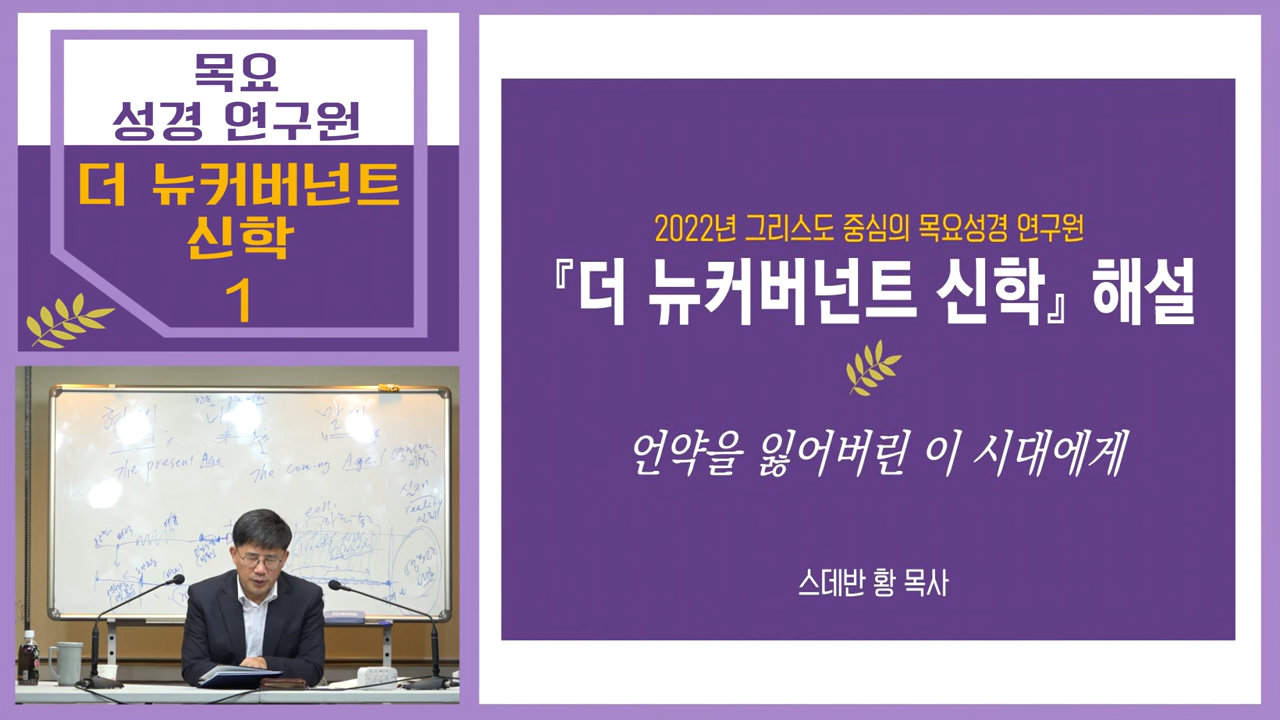 목요
성경 연구원
더 뉴커버넌트
신학
1
2022년 그리스도 중심의 목요성경 연구원
『더 뉴커버넌트 신학』 해설
언약을 잃어버린 이 시대에게
스데반 황 목사
The present Age
The coming Age.
reality